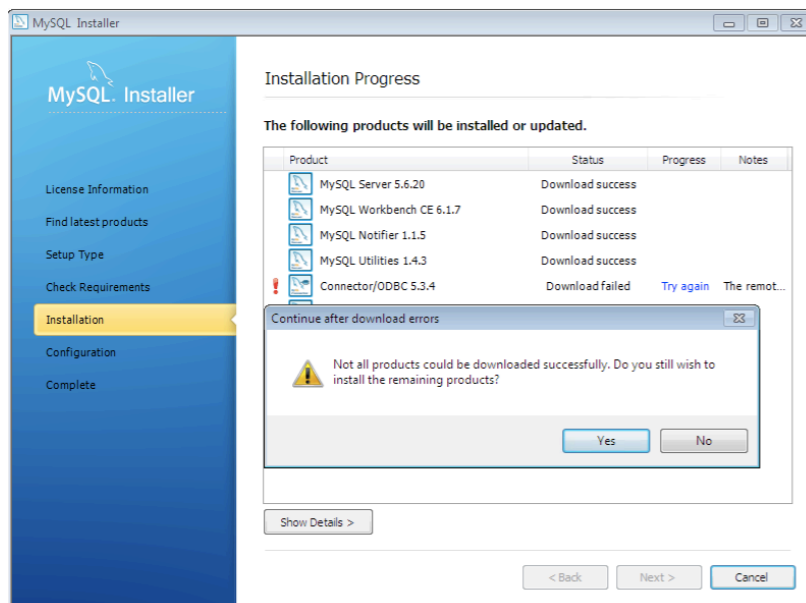 MySQL Installer
MySQL. Installer
License Information
Find latest products
Setup Type
Check Requirements
Installation
Configuration
Complete
Installation Progress
The following products will be installed or updated.
Product Status Progress Notes
MySQL Server 5.6.20 Download success
MySQL Workbench CE 6.1.7 Download success
MySQL Notifier 1.1.5 Download success
MySQL Utilities 1.4.3 Download success
Connector/ODBC 5.3.4 Download failed Try again The remot...
Continue after download errors
Not all products could be downloaded successfully. Do you still wish to
install the remaining products?
Yes No
Show Details >
< Back Next > Cancel